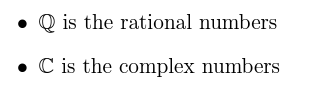 • ℚ is the rational numbers
• ℂ is the complex numbers